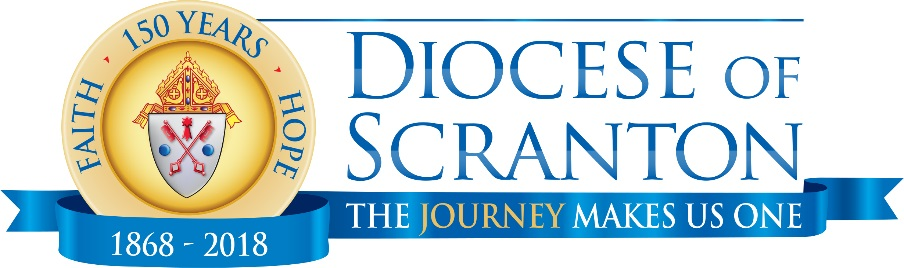 FAITH • 150 YEARS • HOPE
1868 - 2018
DIOCESE OF
SCRANTON
THE JOURNEY MAKES US ONE